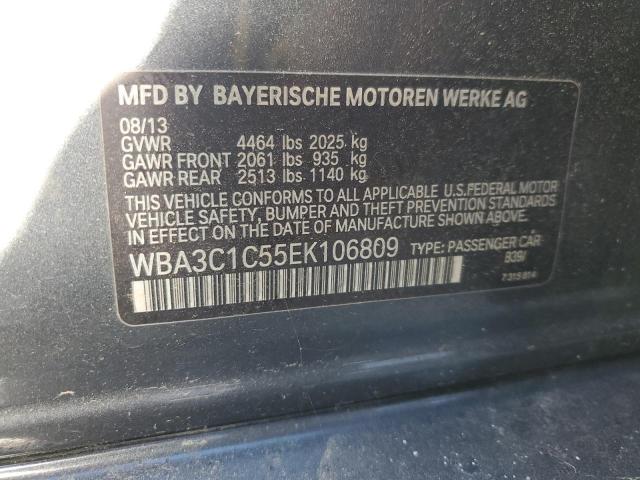 MFD BY BAYERISCHE MOTOREN WERKE AG
08/13
GVWR 4464 lbs 2025 kg
GAWR FRONT 2061 lbs 935 kg
GAWR REAR 2513 lbs 1140 kg
THIS VEHICLE CONFORMS TO ALL APPLICABLE U.S.FEDERAL MOTOR
VEHICLE SAFETY, BUMPER AND THEFT PREVENTION STANDARDS
IN EFFECT ON THE DATE OF MANUFACTURE SHOWN ABOVE.
WBA3C1C55EK106809 TYPE: PASSENGER CAR
B39/
7315814